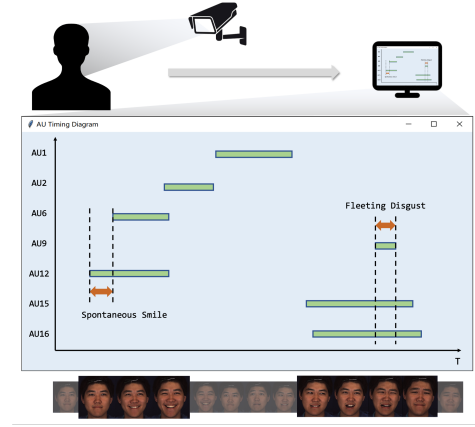 AU Timing Diagram
AU1
AU2
Fleeting Disgust
AU6
AU9
AU12
Spontaneous Smile
AU15
AU16
T